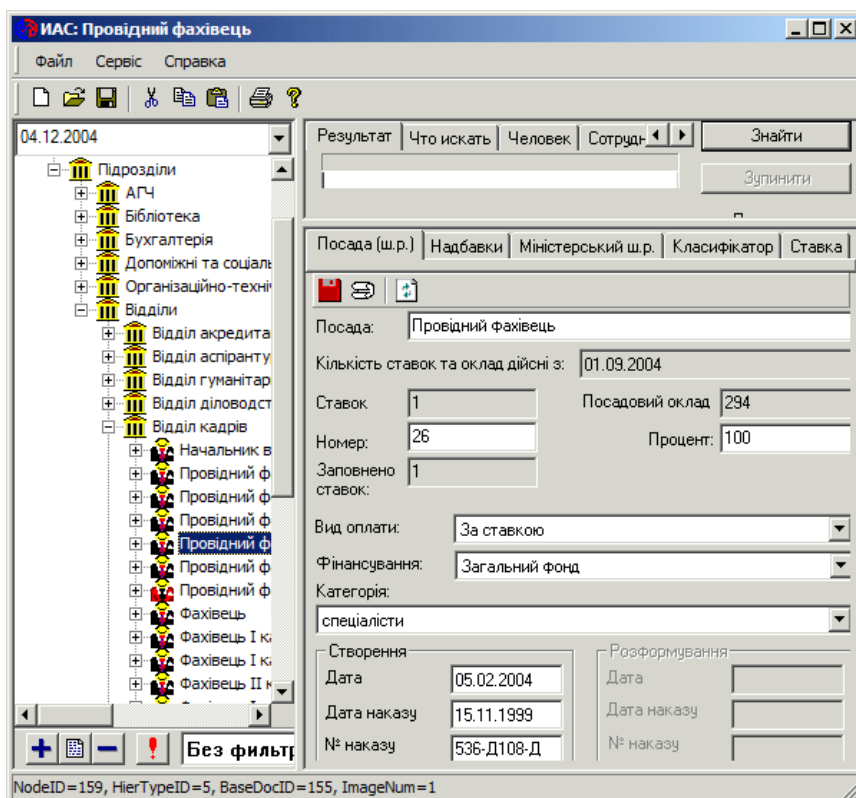 ИАС: Провідний фахівець
Файл Сервіс Справка
04.12.2004
Підрозділи
АГЧ
Бібліотека
Бухгалтерія
Допоміжні та соціаль
Організаційно-техні
Відділи
Відділ акредита
Відділ аспіранту
Відділ гуманітар
Відділ діловодст
Відділ кадрів
Начальник в
Провідний ф
Провідний ф
Провідний ф
Провідний ф
Провідний ф
Провідний ф
Фахівець
Фахівець I ка
Фахівець I ка
Фахівець II к
Без фильтр
Результат Что искать Человек Сотрудн
Знайти
Зупинити
Посада (ш.р.) Надбавки Міністерський ш.р. Класифікатор Ставка
Посада: Провідний фахівець
Кількість ставок та оклад дійсні з: 01.09.2004
Ставок 1 Посадовий оклад 294
Номер: 26 Процент: 100
Заповнено ставок: 1
Вид оплати: За ставкою
Фінансування: Загальний фонд
Категорія:
спеціалісти
Створення
Дата 05.02.2004
Дата наказу 15.11.1999
№ наказу 536-Д108-Д
Розформування
Дата
Дата наказу
№ наказу
NodeID=159, HierTypeID=5, BaseDocID=155, ImageNum=1